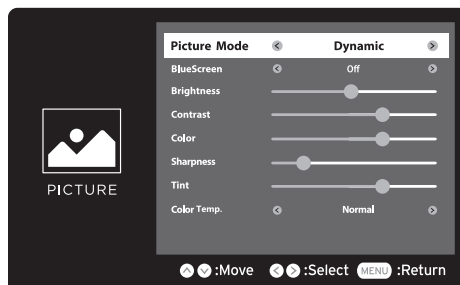 Picture Mode Dynamic
BlueScreen Off
Brightness
Contrast
Color
Sharpness
Tint
Color Temp. Normal
PICTURE
:Move :Select MENU :Return